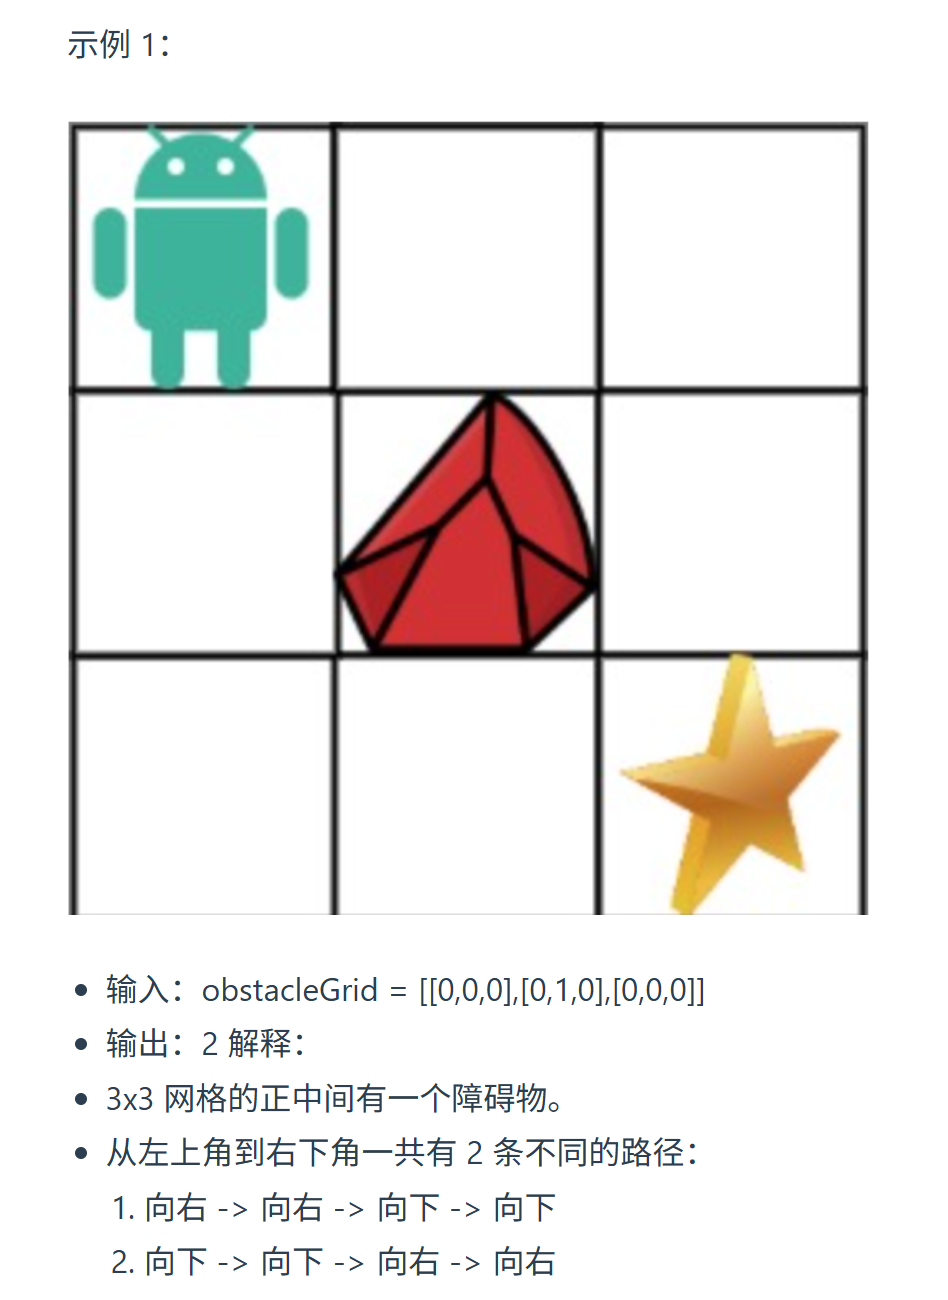 示例 1：
输入：obstacleGrid = [[0,0,0],[0,1,0],[0,0,0]]
输出：2 解释：
3x3 网格的正中间有一个障碍物。
从左上角到右下角一共有 2 条不同的路径：
1. 向右 -> 向右 -> 向下 -> 向下
2. 向下 -> 向下 -> 向右 -> 向右